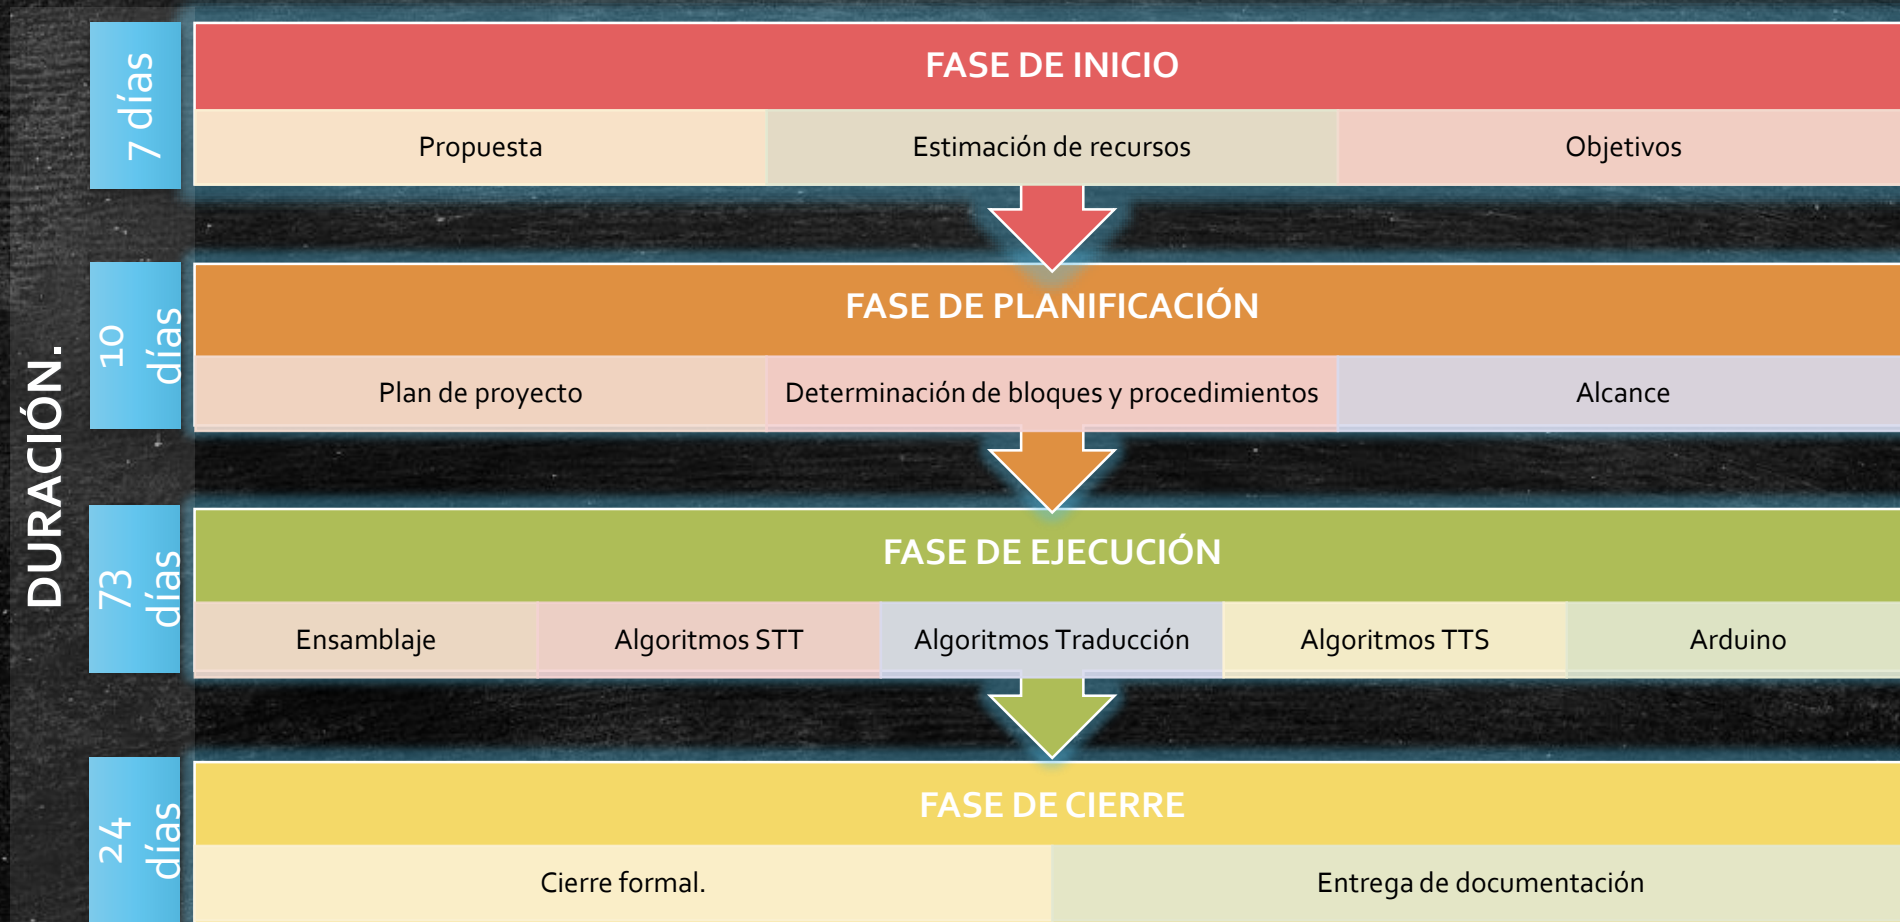 DURACIÓN.
7 días
FASE DE INICIO
Propuesta
Estimación de recursos
Objetivos
10
días
FASE DE PLANIFICACIÓN
Plan de proyecto
Determinación de bloques y procedimientos
Alcance
73
días
FASE DE EJECUCIÓN
Ensamblaje
Algoritmos STT
Algoritmos Traducción
Algoritmos TTS
Arduino
24
días
FASE DE CIERRE
Cierre formal.
Entrega de documentación